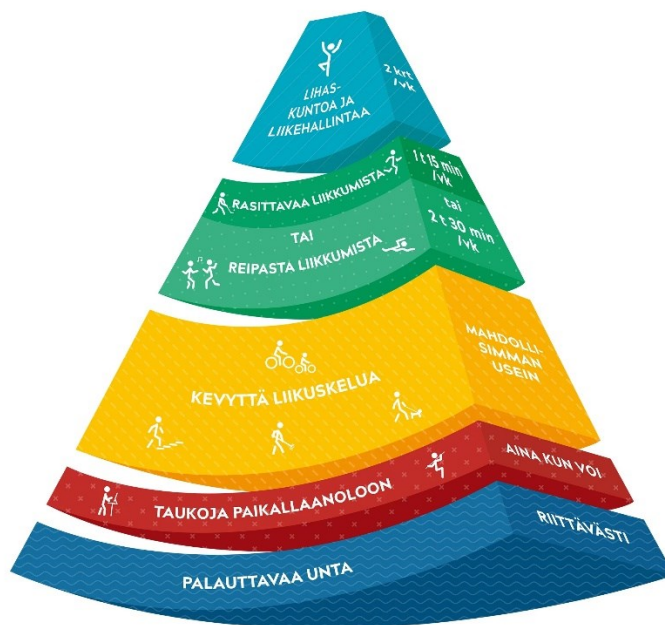 LIHAS-
KUNTOA JA
LIIKEHALLINTAA
2 krt
/vk
RASITTAVAA LIIKKUMISTA
1 t 15 min
/vk
TAI
REIPASTA LIIKKUMISTA
tai
2 t 30 min
/vk
KEVYTTÄ LIIKUSKELUA
MAHDOLLI-
SIMMAN
USEIN
TAUKOJA PAIKALLAANOLOON
AINA KUN VOI
PALAUTTAVAA UNTA
RIITTÄVÄSTI